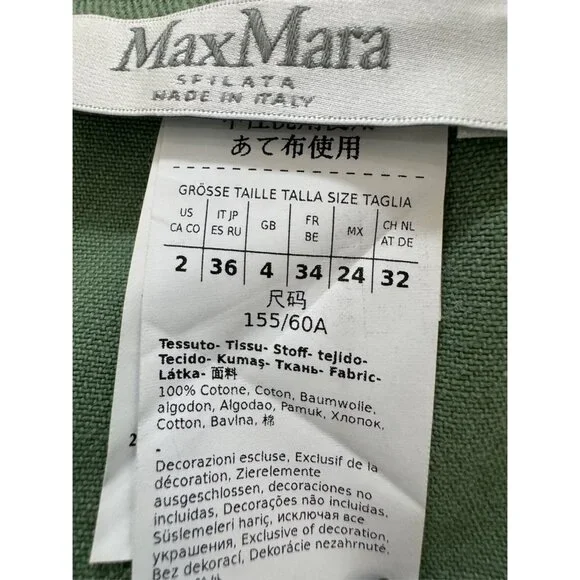 MaxMara
SFILATA
MADE IN ITALY
あて布使用
GRÖSSE TAILLE TALLA SIZE TAGLIA
US IT JP GB FR MX CH NL
CA CO ES RU BE AT DE
2 36 4 34 24 32
尺码
155/60A
Tessuto- Tissu- Stoff- tejido-
Tecido- Kumaş- Ткань- Fabric-
Látka- 面料
100% Cotone, Coton, Baumwolle,
algodon, Algodao, Pamuk, Хлопок,
Cotton, Bavlna, 棉
-
2
Decorazioni escluse, Exclusif de la
décoration, Zierelemente
ausgeschlossen, decoraciones no
incluidas, Decorações não incluidas,
Süslemeleri hariç, исключая все
украшения, Exclusive of decoration,
Bez dekorací, Dekorácie nezahrnuté.